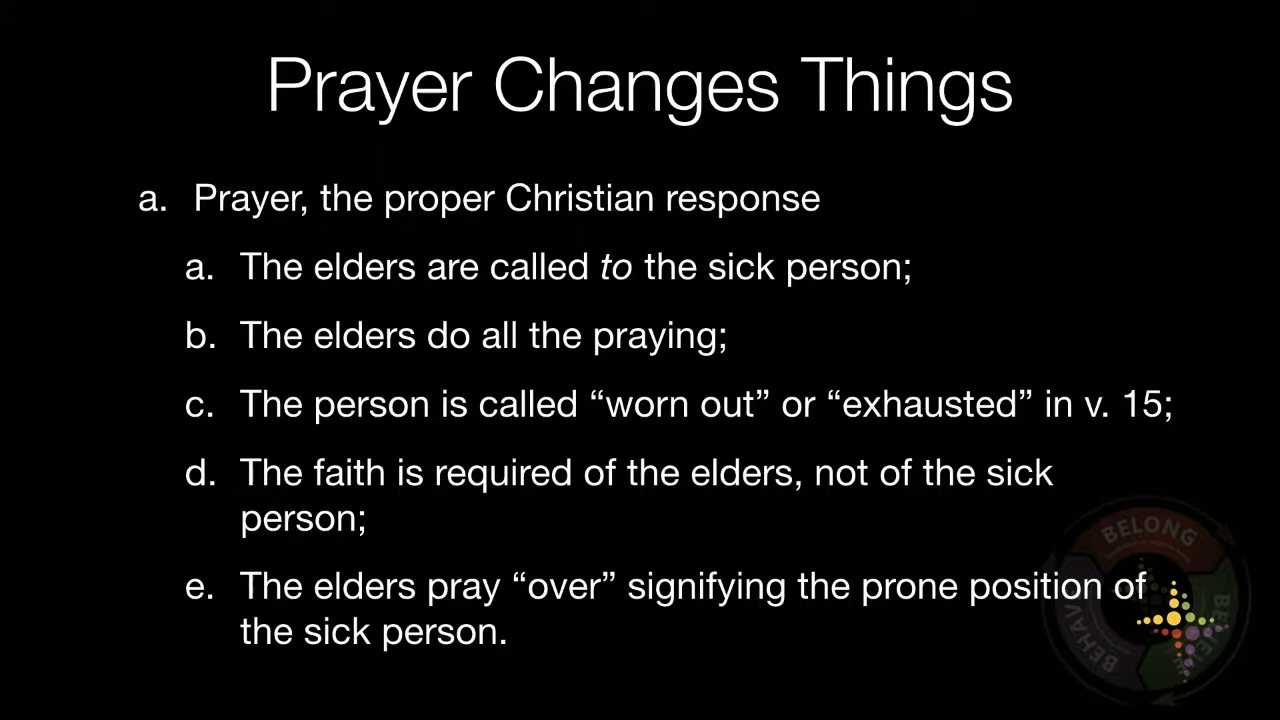 Prayer Changes Things
a. Prayer, the proper Christian response
a. The elders are called to the sick person;
b. The elders do all the praying;
c. The person is called “worn out” or “exhausted” in v. 15;
d. The faith is required of the elders, not of the sick
person;
e. The elders pray “over” signifying the prone position of
the sick person.
BELONG
BEHAV